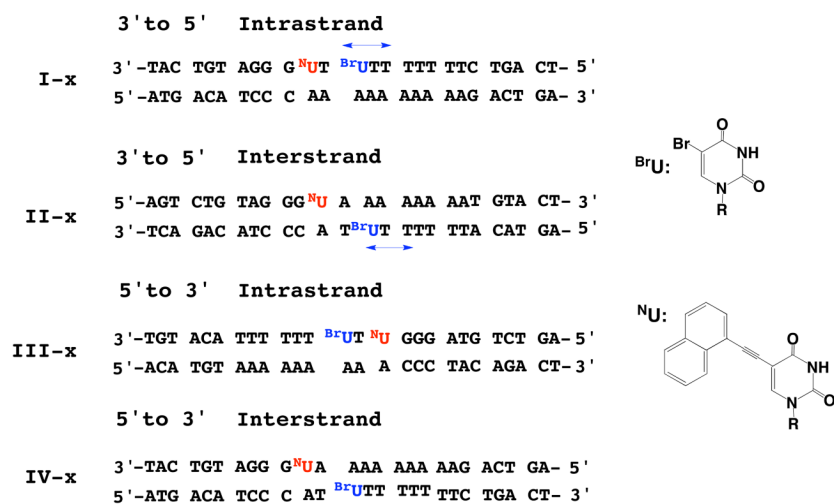 3'to 5' Intrastrand
I-x
3'-TAC TGT AGG GᴺUT ᴮʳUTT TTT TTC TGA CT- 5'
5'-ATG ACA TCC C AA AAA AAA AAG ACT GA- 3'
3'to 5' Interstrand
II-x
5'-AGT CTG TAG GGᴺU A AA AAA AAT GTA CT- 3'
3'-TCA GAC ATC CC A TᴮʳUT TTT TTA CAT GA- 5'
5'to 3' Intrastrand
III-x
3'-TGT ACA TTT TTT ᴮʳUT ᴺU GGG ATG TCT GA- 5'
5'-ACA TGT AAA AAA AA A CCC TAC AGA CT- 3'
5'to 3' Interstrand
IV-x
3'-TAC TGT AGG GᴺUA AAA AAA AAG ACT GA- 5'
5'-ATG ACA TCC C AT ᴮʳUTT TTT TTC TGA CT- 3'
ᴮʳU:
Br
O
NH
N
O
R
ᴺU:
O
NH
N
O
R